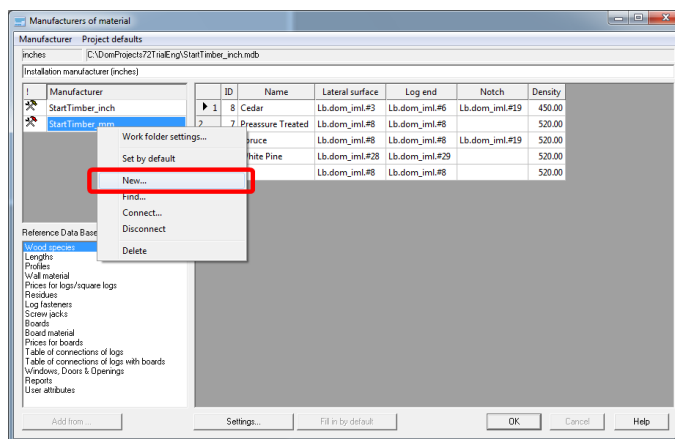 Manufacturers of material
Manufacturer Project defaults
inches C:\DomProjects72TrialEng\StartTimber_inch.mdb
Installation manufacturer (inches)
! Manufacturer
StartTimber_inch
StartTimber_mm
ID Name Lateral surface Log end Notch Density
1 8 Cedar Lb.dom_iml.#3 Lb.dom_iml.#6 Lb.dom_iml.#19 450.00
2 7 Preassure Treated Lb.dom_iml.#8 Lb.dom_iml.#8 520.00
pruce Lb.dom_iml.#8 Lb.dom_iml.#8 Lb.dom_iml.#19 520.00
hite Pine Lb.dom_iml.#28 Lb.dom_iml.#29 520.00
Lb.dom_iml.#8 Lb.dom_iml.#8 520.00
Work folder settings...
Set by default
New...
Find...
Connect...
Disconnect
Delete
Reference Data Base
Wood species
Lengths
Profiles
Wall material
Prices for logs/square logs
Residues
Log fasteners
Screw jacks
Boards
Board material
Prices for boards
Table of connections of logs
Table of connections of logs with boards
Windows, Doors & Openings
Reports
User attributes
Add from... Settings... Fill in by default OK Cancel Help